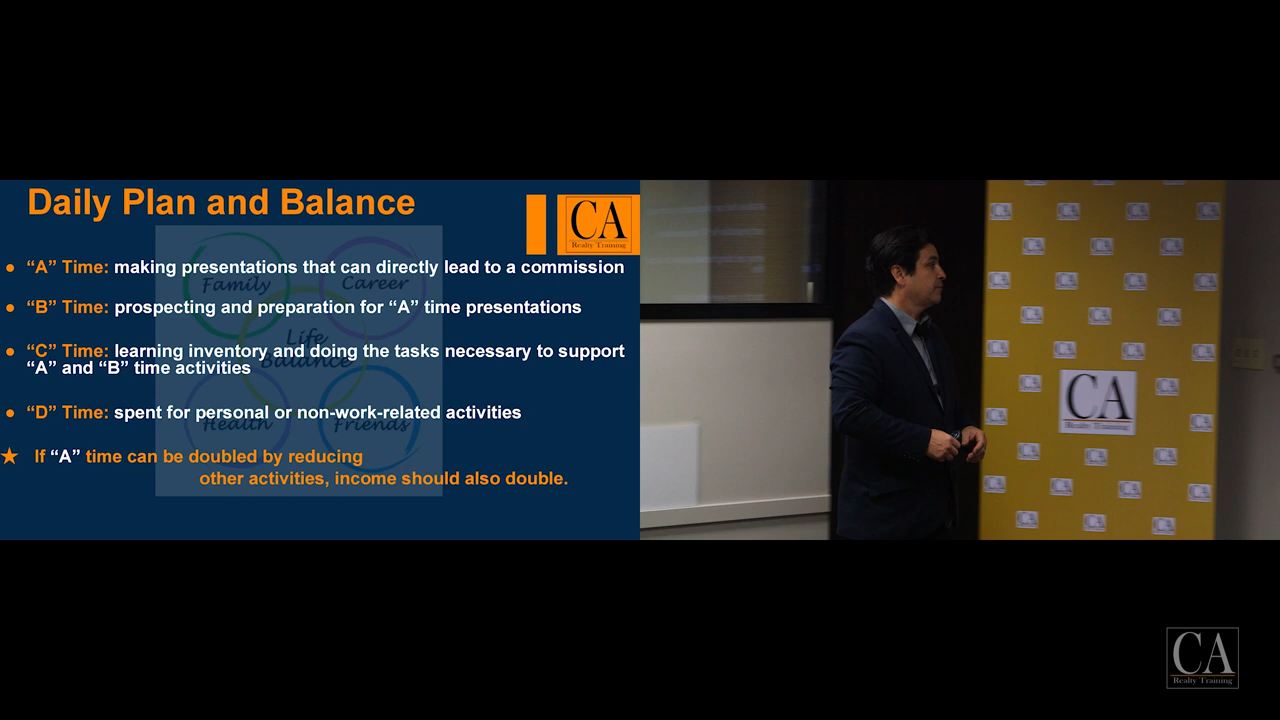 Daily Plan and Balance
CA
Realty Training
• “A” Time: making presentations that can directly lead to a commission
• “B” Time: prospecting and preparation for “A” time presentations
• “C” Time: learning inventory and doing the tasks necessary to support
“A” and “B” time activities
• “D” Time: spent for personal or non-work-related activities
★ If “A” time can be doubled by reducing
other activities, income should also double.
Family
Career
Life
Balance
Health
Friends
CA
Realty Training
CA
Realty Training